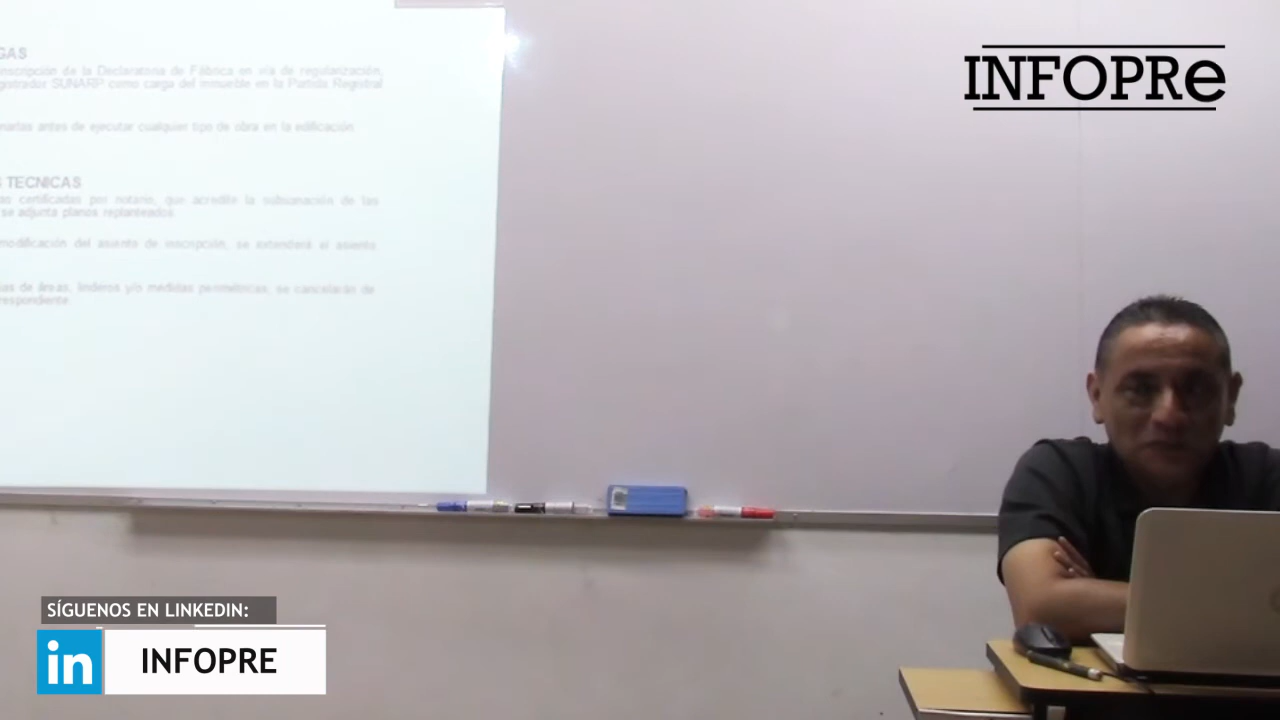 GAS
inscripción de la Declaratoria de Fábrica en vía de regularización,
registrador SUNARP como carga del inmueble en la Partida Registral
antes de ejecutar cualquier tipo de obra en la edificación
TECNICAS
certificadas por notario, que acredite la subsanación de las
se adjunta planos replanteados
modificación del asiento de inscripción, se extenderá el asiento
de áreas, linderos y/o medidas perimétricas, se cancelarán de
INFOPRe
SÍGUENOS EN LINKEDIN:
in INFOPRE